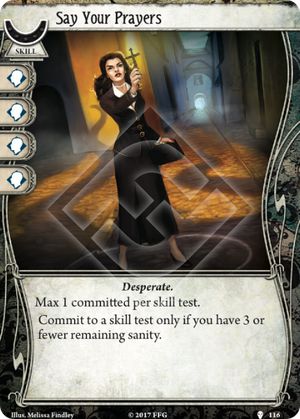 Say Your Prayers
SKILL
Desperate.
Max 1 committed per skill test.
Commit to a skill test only if you have 3 or
fewer remaining sanity.
Illus. Melissa Findley
© 2017 FFG
116